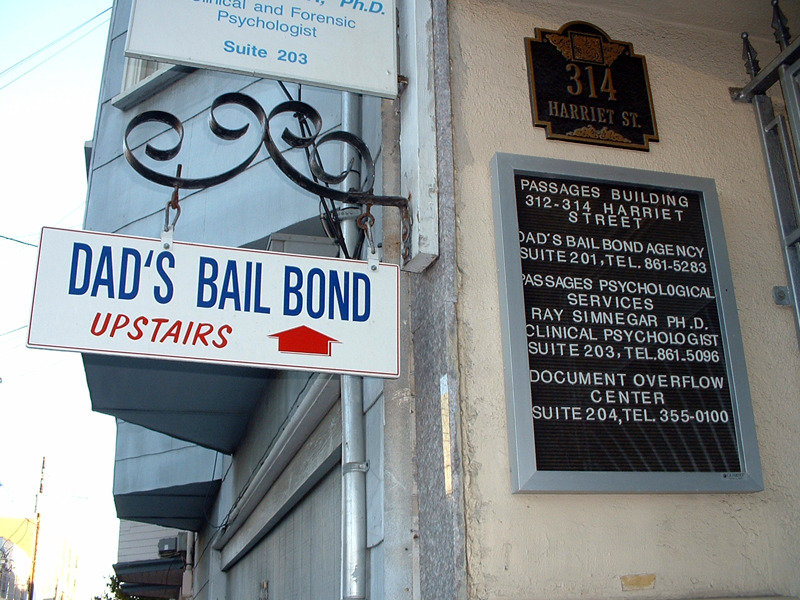 Ph.D.
Clinical and Forensic
Psychologist
Suite 203
DAD'S BAIL BOND
UPSTAIRS
314
HARRIET ST.
PASSAGES BUILDING
312-314 HARRIET
STREET
DAD'S BAIL BOND AGENCY
SUITE 201, TEL. 861-5283
PASSAGES PSYCHOLOGICAL
SERVICES
RAY SIMNEGAR PH.D.
CLINICAL PSYCHOLOGIST
SUITE 203, TEL. 861-5096
DOCUMENT OVERFLOW
CENTER
SUITE 204, TEL. 355-0100